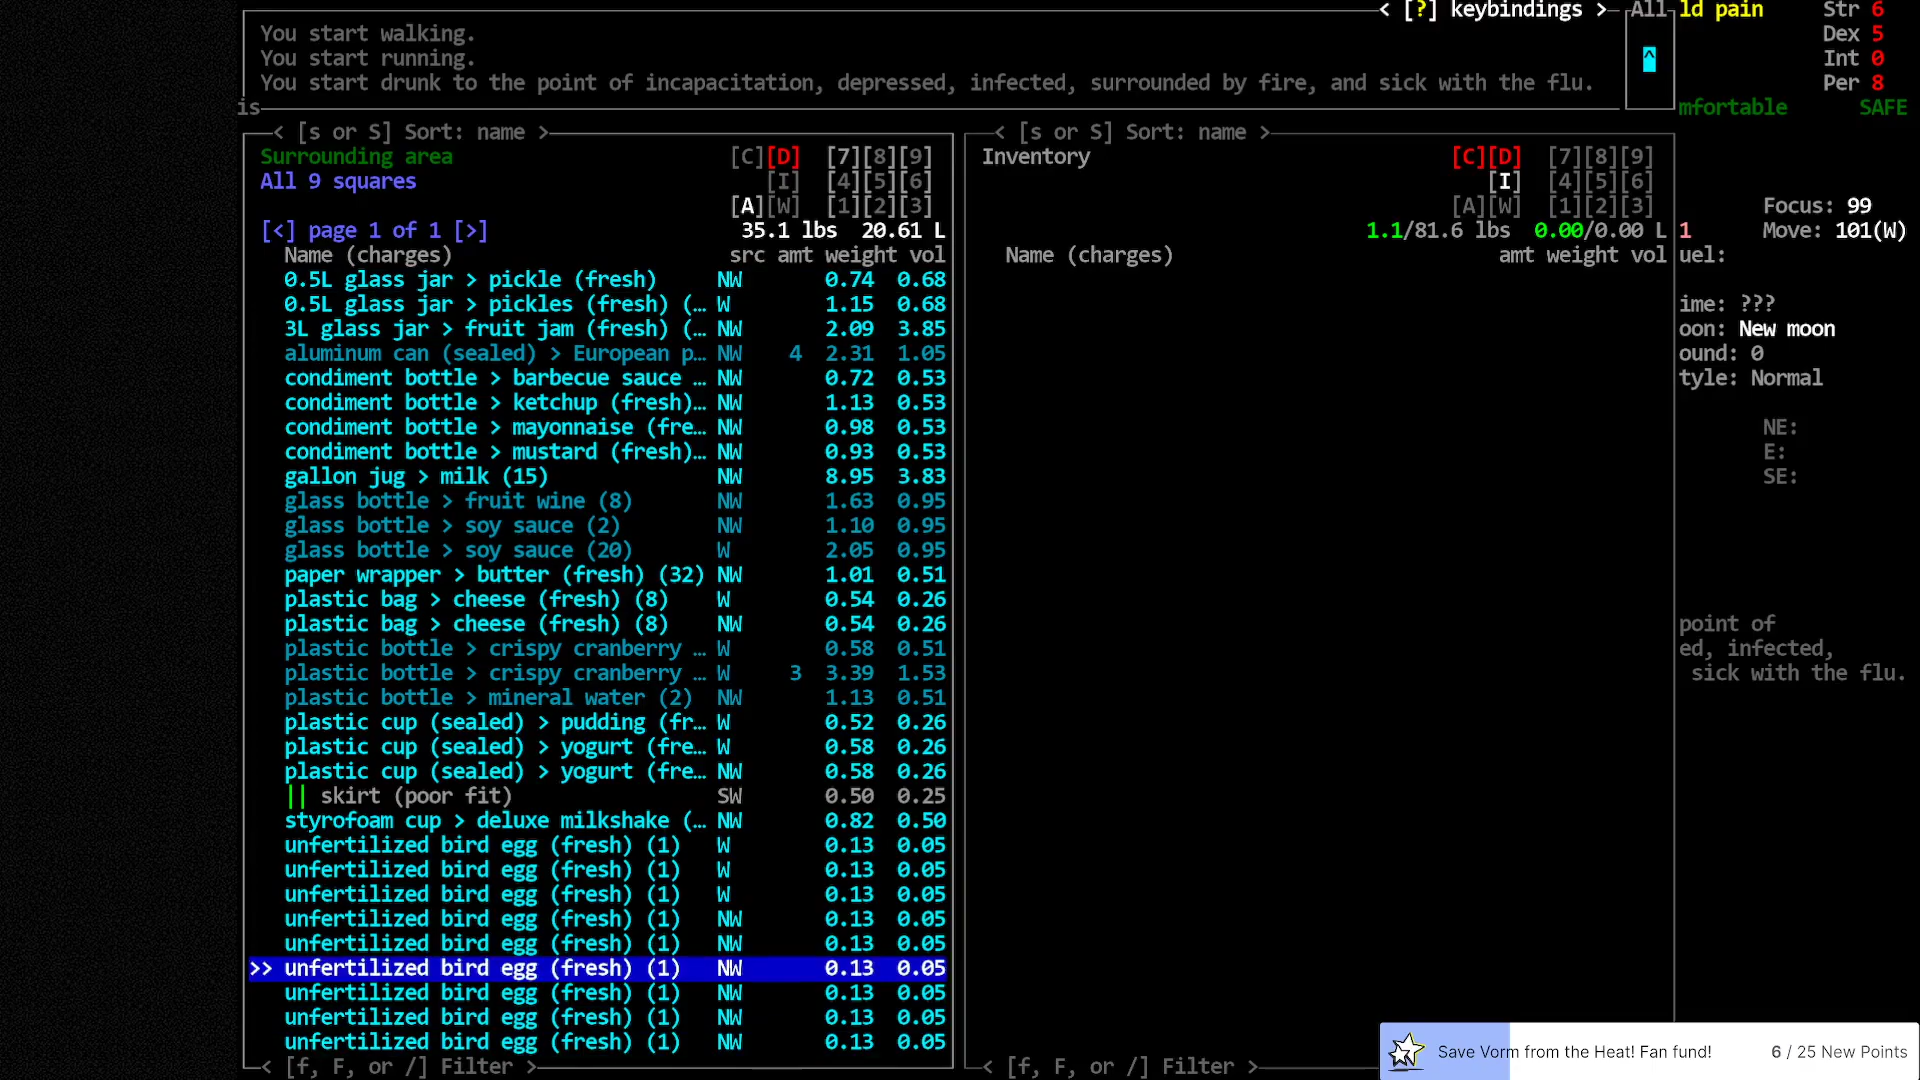 < [?] keybindings > All ld pain Str 6
You start walking. Dex 5
You start running. ^ Int 0
You start drunk to the point of incapacitation, depressed, infected, surrounded by fire, and sick with the flu. Per 8
is mfortable SAFE
< [s or S] Sort: name > < [s or S] Sort: name >
Surrounding area [C][D] [7][8][9] Inventory [C][D] [7][8][9]
All 9 squares [I] [4][5][6] [I] [4][5][6]
[A][W] [1][2][3] [A][W] [1][2][3] Focus: 99
[<] page 1 of 1 [>] 35.1 lbs 20.61 L 1.1/81.6 lbs 0.00/0.00 L 1 Move: 101(W)
Name (charges) src amt weight vol Name (charges) amt weight vol uel:
0.5L glass jar > pickle (fresh) NW 0.74 0.68
0.5L glass jar > pickles (fresh) (… W 1.15 0.68 ime: ???
3L glass jar > fruit jam (fresh) (… NW 2.09 3.85 oon: New moon
aluminum can (sealed) > European p… NW 4 2.31 1.05 ound: 0
condiment bottle > barbecue sauce … NW 0.72 0.53 tyle: Normal
condiment bottle > ketchup (fresh)… NW 1.13 0.53
condiment bottle > mayonnaise (fre… NW 0.98 0.53 NE:
condiment bottle > mustard (fresh)… NW 0.93 0.53 E:
gallon jug > milk (15) NW 8.95 3.83 SE:
glass bottle > fruit wine (8) NW 1.63 0.95
glass bottle > soy sauce (2) NW 1.10 0.95
glass bottle > soy sauce (20) W 2.05 0.95
paper wrapper > butter (fresh) (32) NW 1.01 0.51
plastic bag > cheese (fresh) (8) W 0.54 0.26
plastic bag > cheese (fresh) (8) NW 0.54 0.26 point of
plastic bottle > crispy cranberry … W 0.58 0.51 ed, infected,
plastic bottle > crispy cranberry … W 3 3.39 1.53 sick with the flu.
plastic bottle > mineral water (2) NW 1.13 0.51
plastic cup (sealed) > pudding (fr… W 0.52 0.26
plastic cup (sealed) > yogurt (fre… W 0.58 0.26
plastic cup (sealed) > yogurt (fre… NW 0.58 0.26
|| skirt (poor fit) SW 0.50 0.25
styrofoam cup > deluxe milkshake (… NW 0.82 0.50
unfertilized bird egg (fresh) (1) W 0.13 0.05
unfertilized bird egg (fresh) (1) W 0.13 0.05
unfertilized bird egg (fresh) (1) W 0.13 0.05
unfertilized bird egg (fresh) (1) NW 0.13 0.05
unfertilized bird egg (fresh) (1) NW 0.13 0.05
>> unfertilized bird egg (fresh) (1) NW 0.13 0.05
unfertilized bird egg (fresh) (1) NW 0.13 0.05
unfertilized bird egg (fresh) (1) NW 0.13 0.05
unfertilized bird egg (fresh) (1) NW 0.13 0.05
< [f, F, or /] Filter > < [f, F, or /] Filter >
Save Vorm from the Heat! Fan fund! 6 / 25 New Points